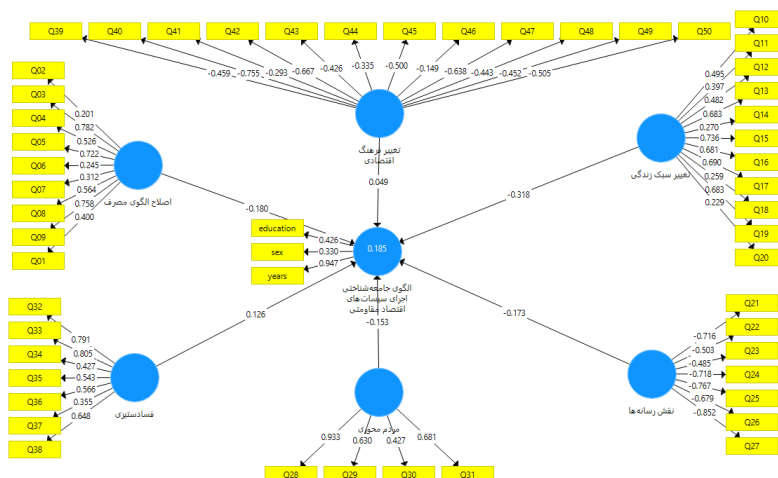 Q39 Q40 Q41 Q42 Q43 Q44 Q45 Q46 Q47 Q48 Q49 Q50
-0.459 -0.755 -0.293 -0.667 -0.426 -0.335 -0.500 -0.149 -0.638 -0.443 -0.452 -0.505
تغییر فرهنگ
اقتصادی
0.049
Q02
Q03
Q04
Q05
Q06
Q07
Q08
Q09
Q01
0.201
0.782
0.526
0.722
0.245
0.312
0.564
0.758
0.400
اصلاح الگوی مصرف
-0.180
Q10
Q11
Q12
Q13
Q14
Q15
Q16
Q17
Q18
Q19
Q20
0.495
0.397
0.482
0.683
0.270
0.736
0.681
0.690
0.259
0.683
0.229
تغییر سبک زندگی
-0.318
education
sex
years
0.426
0.330
0.947
0.185
الگوی جامعه‌شناختی
اجرای سیسات‌های
اقتصاد مقاومتی
-0.153
Q32
Q33
Q34
Q35
Q36
Q37
Q38
0.791
0.805
0.427
0.543
0.566
0.355
0.648
فسادستیزی
0.126
مردم محوری
0.933
0.630
0.427
0.681
Q28 Q29 Q30 Q31
Q21
Q22
Q23
Q24
Q25
Q26
Q27
-0.716
-0.503
-0.485
-0.718
-0.767
-0.679
-0.852
نقش رسانه‌ها
-0.173